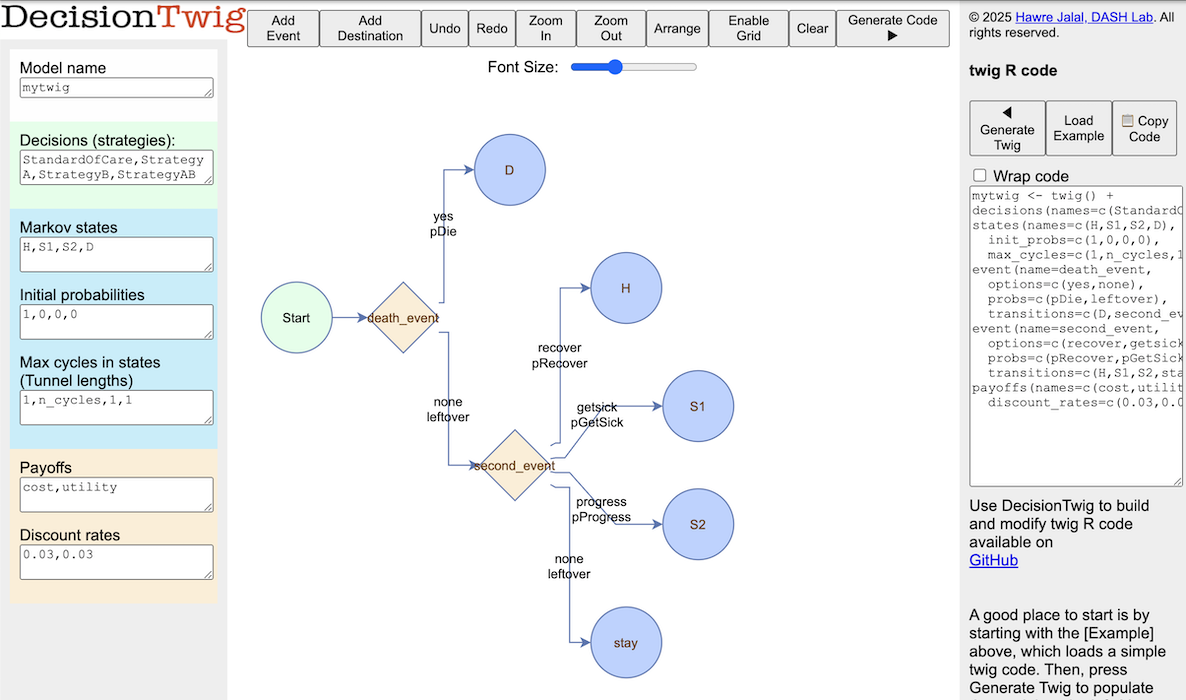 DecisionTwig
Add Event
Add Destination
Undo
Redo
Zoom In
Zoom Out
Arrange
Enable Grid
Clear
Generate Code ▶
Font Size:
Model name
mytwig
Decisions (strategies):
StandardOfCare,Strategy
A,StrategyB,StrategyAB
Markov states
H,S1,S2,D
Initial probabilities
1,0,0,0
Max cycles in states
(Tunnel lengths)
1,n_cycles,1,1
Payoffs
cost,utility
Discount rates
0.03,0.03
D
yes
pDie
Start
death_event
H
recover
pRecover
none
leftover
getsick
pGetSick
S1
second_event
progress
pProgress
S2
none
leftover
stay
© 2025 Hawre Jalal, DASH Lab. All
rights reserved.
twig R code
◀ Generate Twig
Load Example
📋 Copy Code
Wrap code
mytwig <- twig() +
decisions(names=c(StandardO
states(names=c(H,S1,S2,D),
init_probs=c(1,0,0,0),
max_cycles=c(1,n_cycles,1
event(name=death_event,
options=c(yes,none),
probs=c(pDie,leftover),
transitions=c(D,second_ev
event(name=second_event,
options=c(recover,getsick
probs=c(pRecover,pGetSick
transitions=c(H,S1,S2,sta
payoffs(names=c(cost,utilit
discount_rates=c(0.03,0.0
Use DecisionTwig to build
and modify twig R code
available on
GitHub
A good place to start is by
starting with the [Example]
above, which loads a simple
twig code. Then, press
Generate Twig to populate